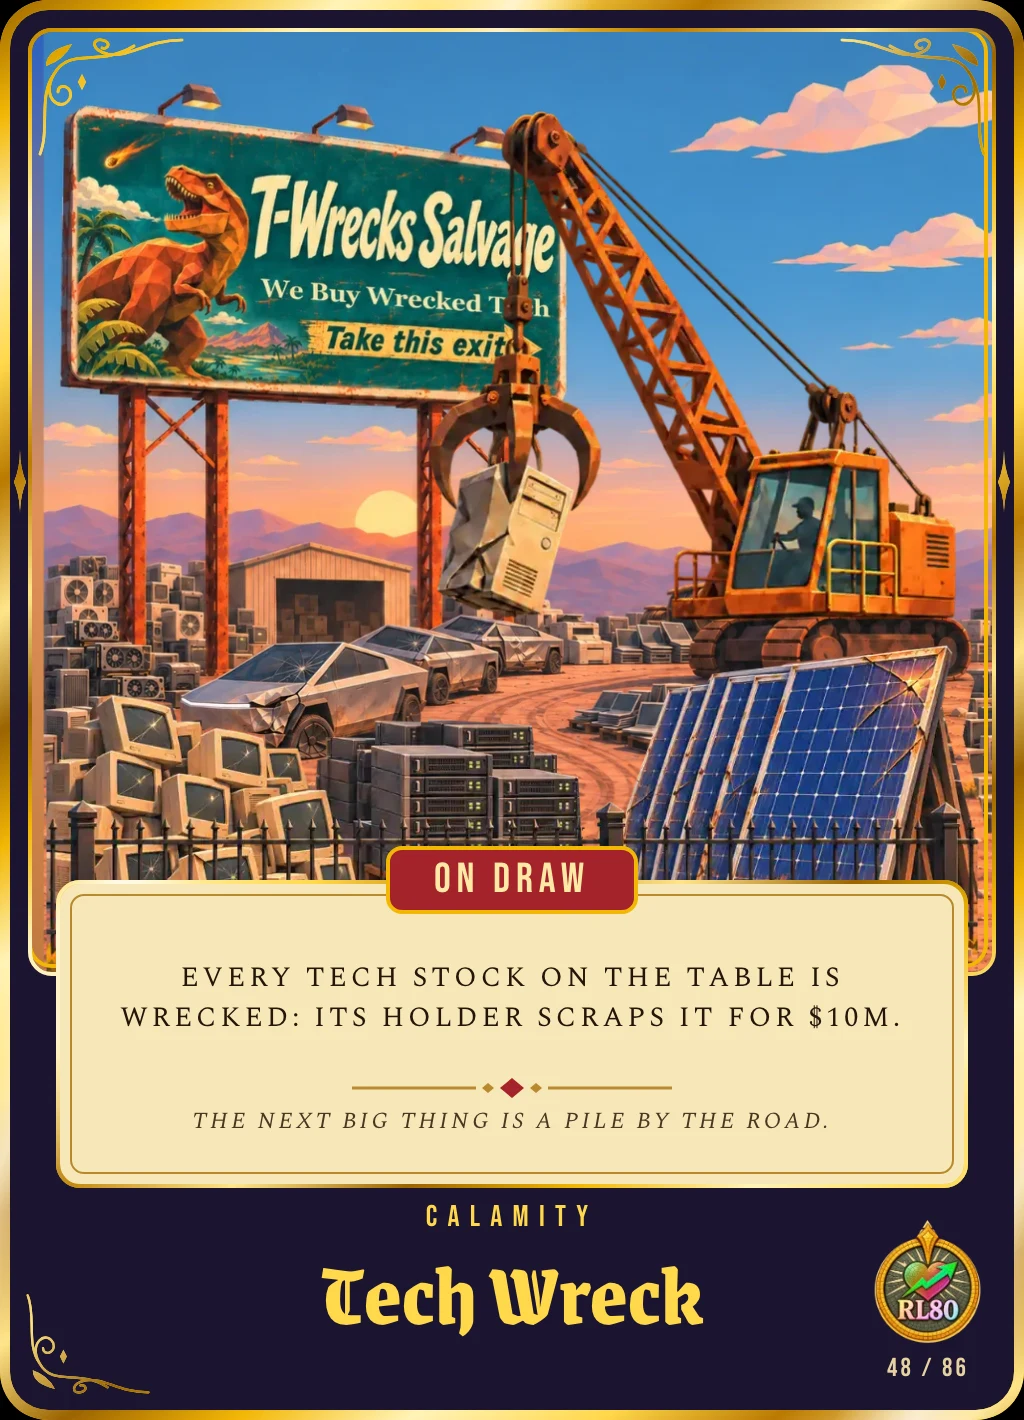 T-Wrecks Salvage
We Buy Wrecked
Take this exit
ON DRAW
EVERY TECH STOCK ON THE TABLE IS
WRECKED: ITS HOLDER SCRAPS IT FOR $10M.
THE NEXT BIG THING IS A PILE BY THE ROAD.
CALAMITY
Tech Wreck
RL80
48 / 86